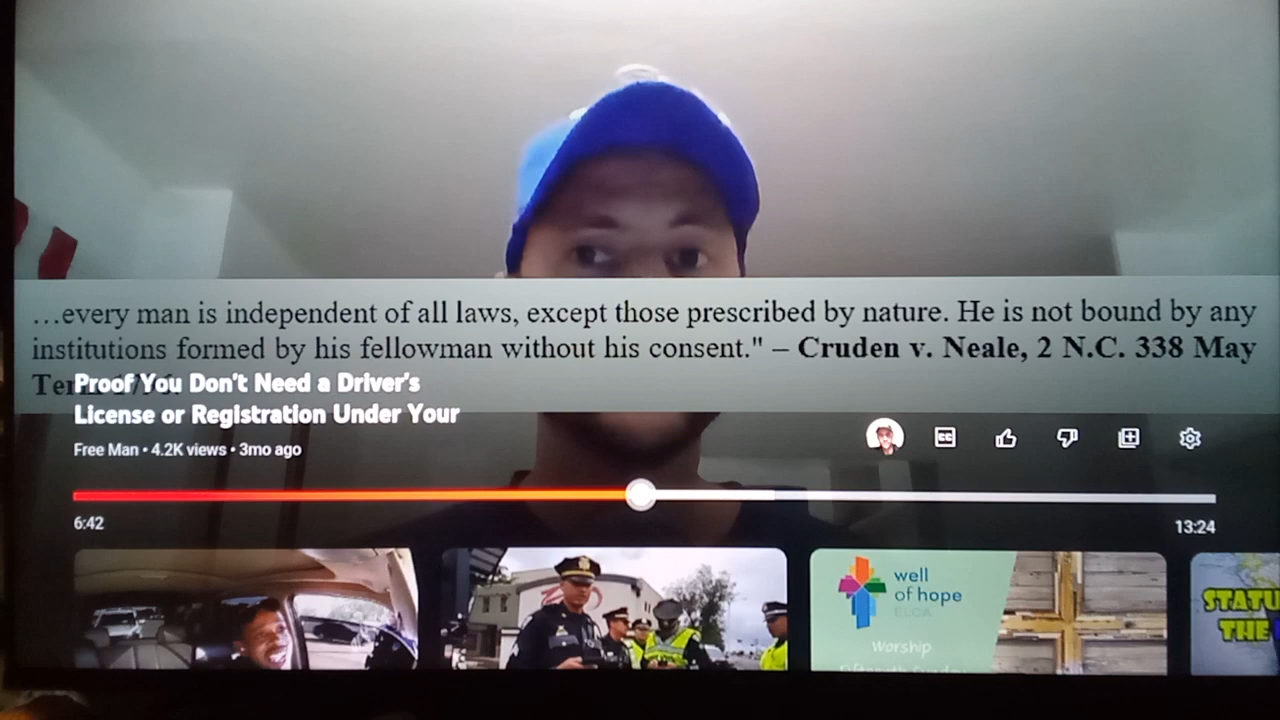 …every man is independent of all laws, except those prescribed by nature. He is not bound by any
institutions formed by his fellowman without his consent." – Cruden v. Neale, 2 N.C. 338 May
Proof You Don't Need a Driver's
License or Registration Under Your
Free Man • 4.2K views • 3mo ago
CC
6:42
13:24
well
of hope
ELCA
Worship
Fifteenth Sunday
STATU
THE